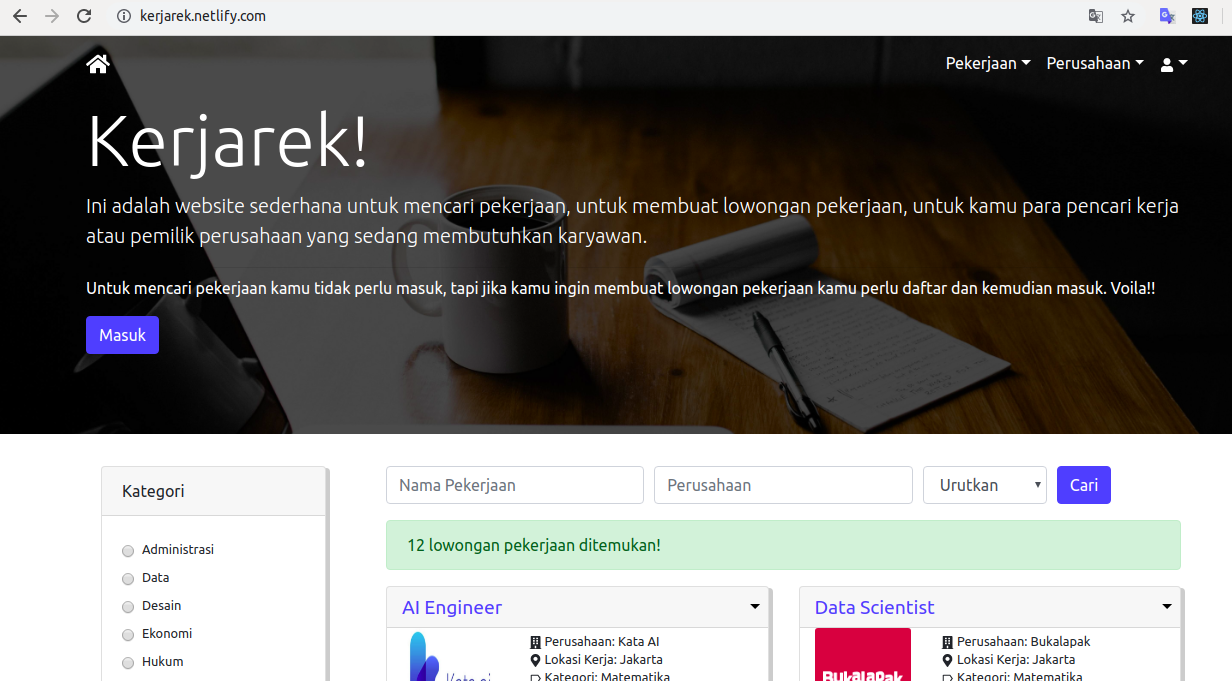 kerjarek.netlify.com
Pekerjaan
Perusahaan
Kerjarek!
Ini adalah website sederhana untuk mencari pekerjaan, untuk membuat lowongan pekerjaan, untuk kamu para pencari kerja
atau pemilik perusahaan yang sedang membutuhkan karyawan.
Untuk mencari pekerjaan kamu tidak perlu masuk, tapi jika kamu ingin membuat lowongan pekerjaan kamu perlu daftar dan kemudian masuk. Voila!!
Masuk
Kategori
Administrasi
Data
Desain
Ekonomi
Hukum
Nama Pekerjaan
Perusahaan
Urutkan
Cari
12 lowongan pekerjaan ditemukan!
AI Engineer
Perusahaan: Kata AI
Lokasi Kerja: Jakarta
Kategori: Matematika
Data Scientist
Bukalapak
Perusahaan: Bukalapak
Lokasi Kerja: Jakarta
Kategori: Matematika